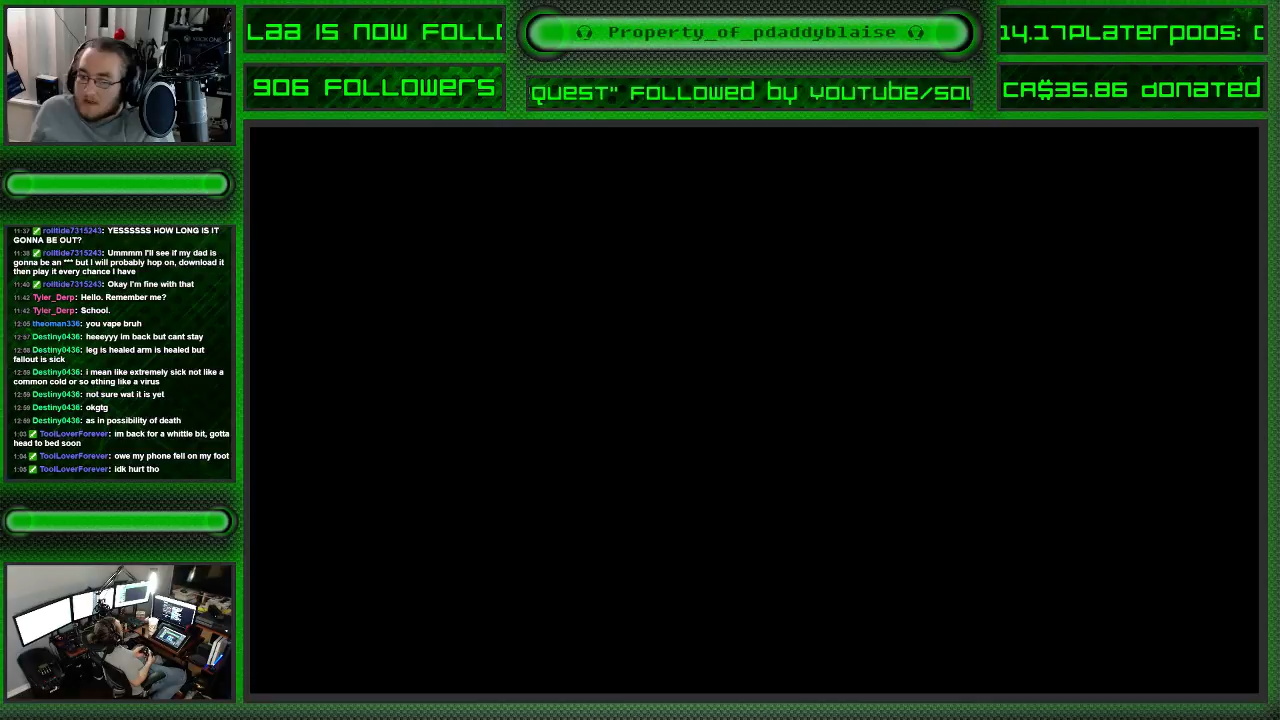 Laa is now follo
Property_of_pdaddyblaise
14.17Platerpoos: c
906 Followers
Quest" followed by youtube/sou
CA$35.86 donated
XBOX ONE
11:37 rolltide7315243: YESSSSSS HOW LONG IS IT
GONNA BE OUT?
11:38 rolltide7315243: Ummmm I'll see if my dad is
gonna be an *** but I will probably hop on, download it
then play it every chance I have
11:40 rolltide7315243: Okay I'm fine with that
11:42 Tyler_Derp: Hello. Remember me?
11:42 Tyler_Derp: School.
12:05 theoman336: you vape bruh
12:57 Destiny0436: heeeyyy im back but cant stay
12:58 Destiny0436: leg is healed arm is healed but
fallout is sick
12:59 Destiny0436: i mean like extremely sick not like a
common cold or so ething like a virus
12:59 Destiny0436: not sure wat it is yet
12:59 Destiny0436: okgtg
12:59 Destiny0436: as in possibility of death
1:03 ToolLoverForever: im back for a whittle bit, gotta
head to bed soon
1:04 ToolLoverForever: owe my phone fell on my foot
1:05 ToolLoverForever: idk hurt tho